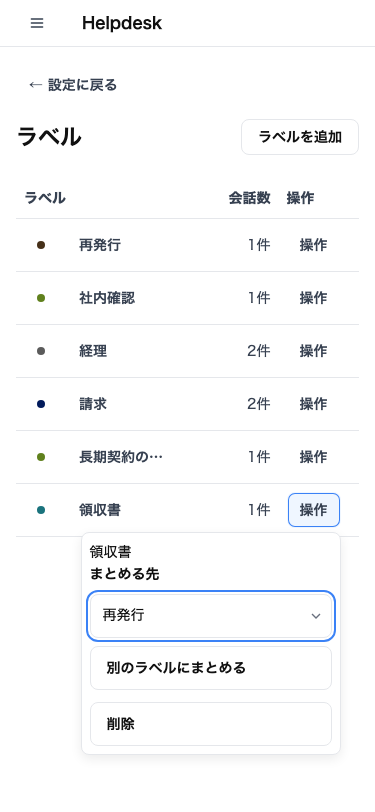 Helpdesk
← 設定に戻る
ラベル ラベルを追加
ラベル 会話数 操作
再発行 1件 操作
社内確認 1件 操作
経理 2件 操作
請求 2件 操作
長期契約の… 1件 操作
領収書 1件 操作
領収書
まとめる先
再発行
別のラベルにまとめる
削除